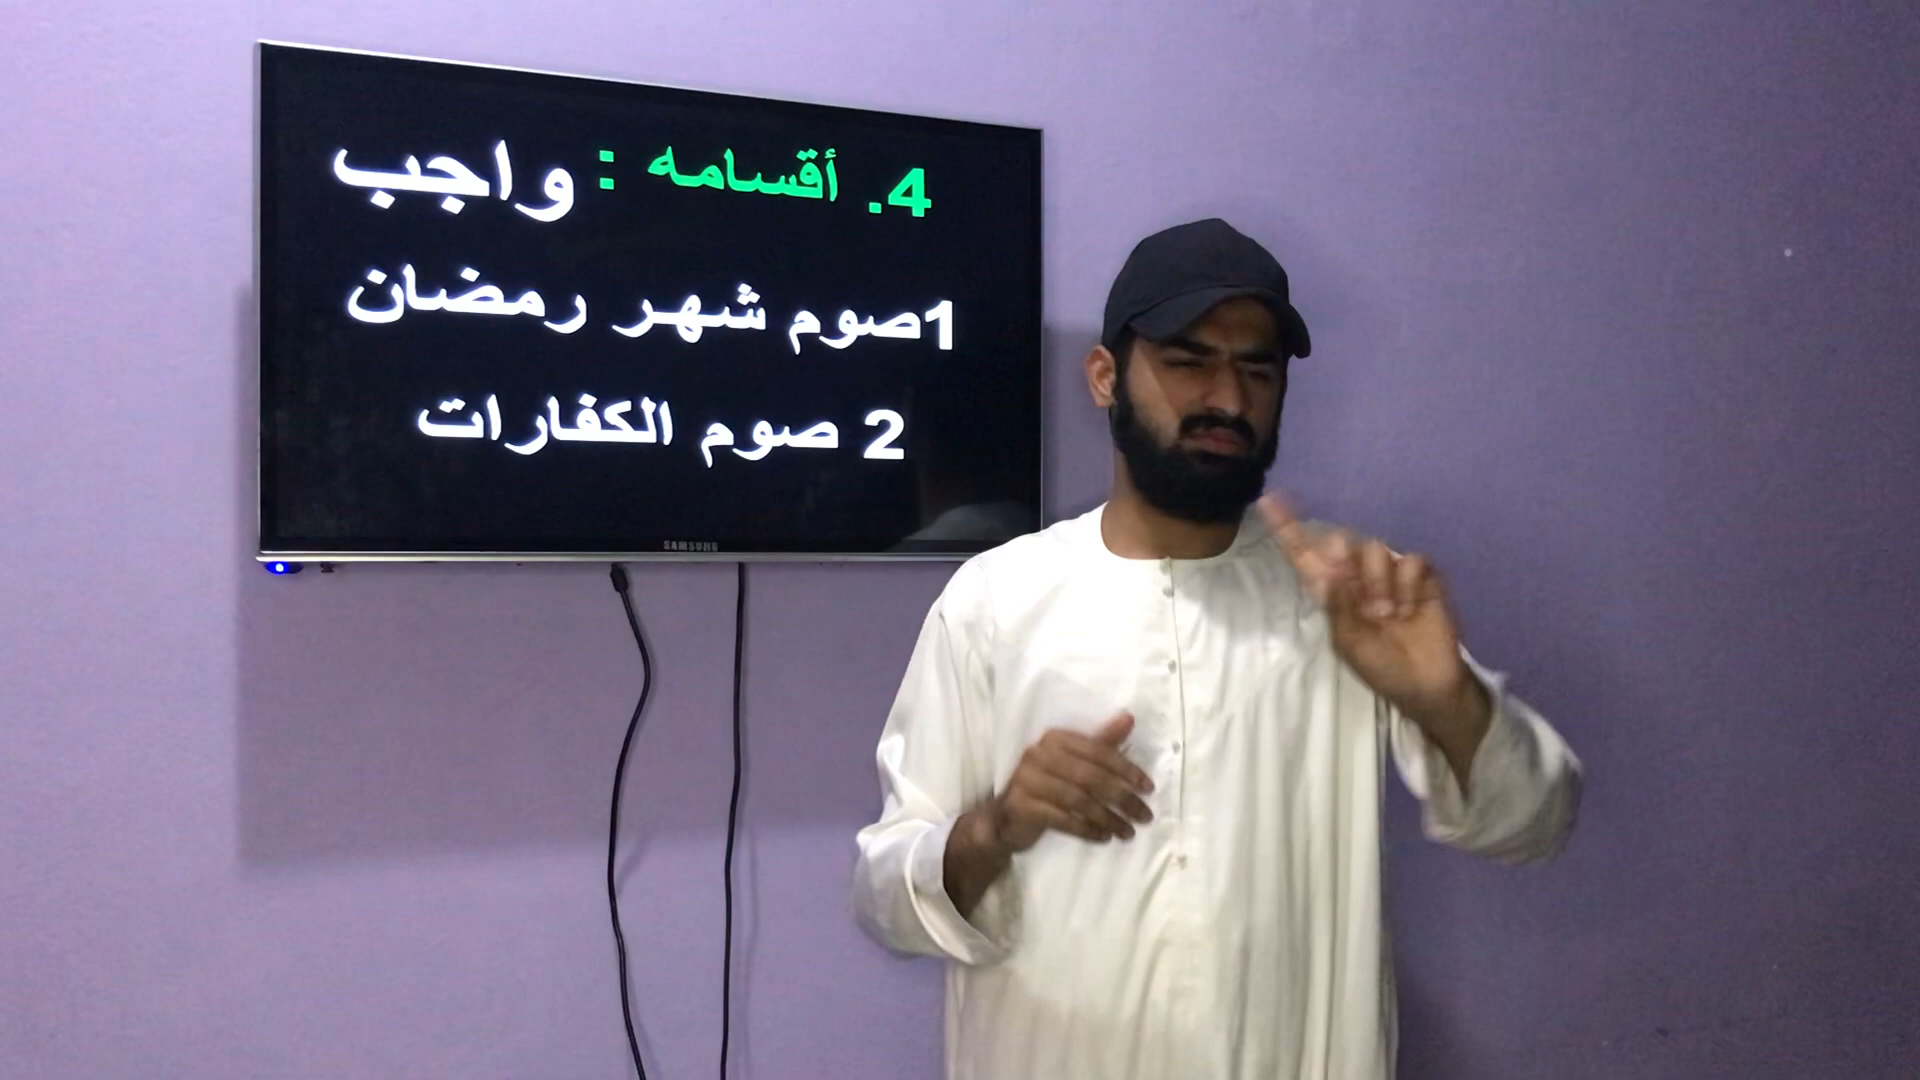 4. أقسامه : واجب
1صوم شهر رمضان
2 صوم الكفارات
SAMSUNG